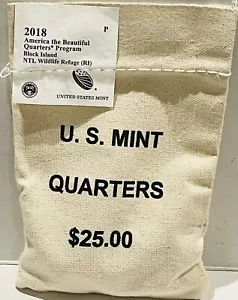 2018 P
America the Beautiful
Quarters® Program
Block Island
NTL Wildlife Refuge (RI)
UNITED STATES MINT
U. S. MINT
QUARTERS
$25.00